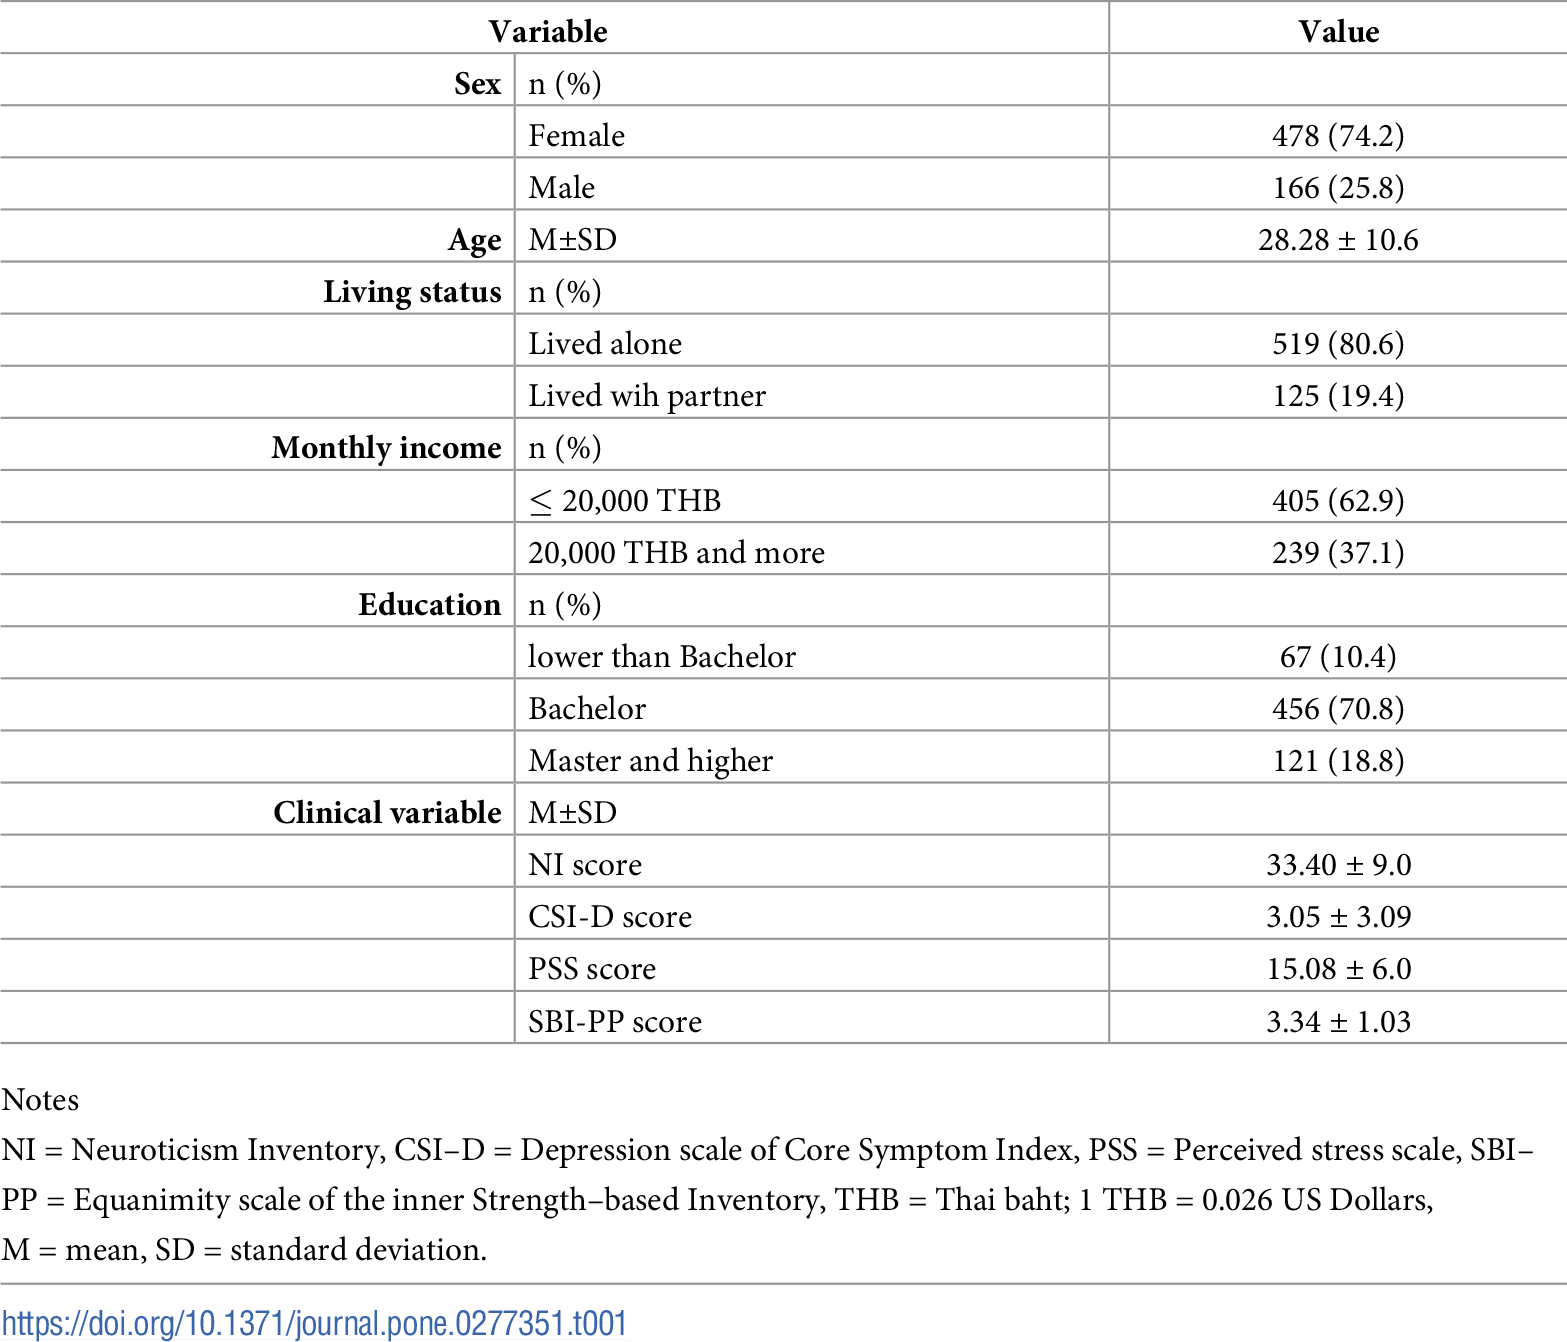 Variable Value
Sex n (%)
Female 478 (74.2)
Male 166 (25.8)
Age M±SD 28.28 ± 10.6
Living status n (%)
Lived alone 519 (80.6)
Lived wih partner 125 (19.4)
Monthly income n (%)
≤ 20,000 THB 405 (62.9)
20,000 THB and more 239 (37.1)
Education n (%)
lower than Bachelor 67 (10.4)
Bachelor 456 (70.8)
Master and higher 121 (18.8)
Clinical variable M±SD
NI score 33.40 ± 9.0
CSI-D score 3.05 ± 3.09
PSS score 15.08 ± 6.0
SBI-PP score 3.34 ± 1.03
Notes
NI = Neuroticism Inventory, CSI–D = Depression scale of Core Symptom Index, PSS = Perceived stress scale, SBI–
PP = Equanimity scale of the inner Strength–based Inventory, THB = Thai baht; 1 THB = 0.026 US Dollars,
M = mean, SD = standard deviation.
https://doi.org/10.1371/journal.pone.0277351.t001